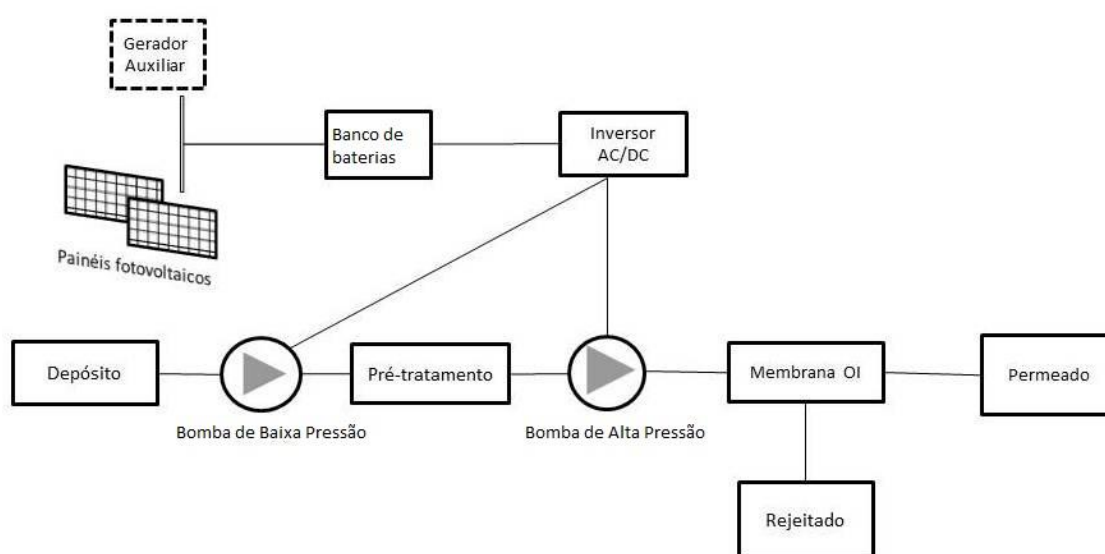 Gerador
Auxiliar
Banco de
baterias
Inversor
AC/DC
Painéis fotovoltaicos
Depósito
Pré-tratamento
Membrana OI
Permeado
Bomba de Baixa Pressão
Bomba de Alta Pressão
Rejeitado